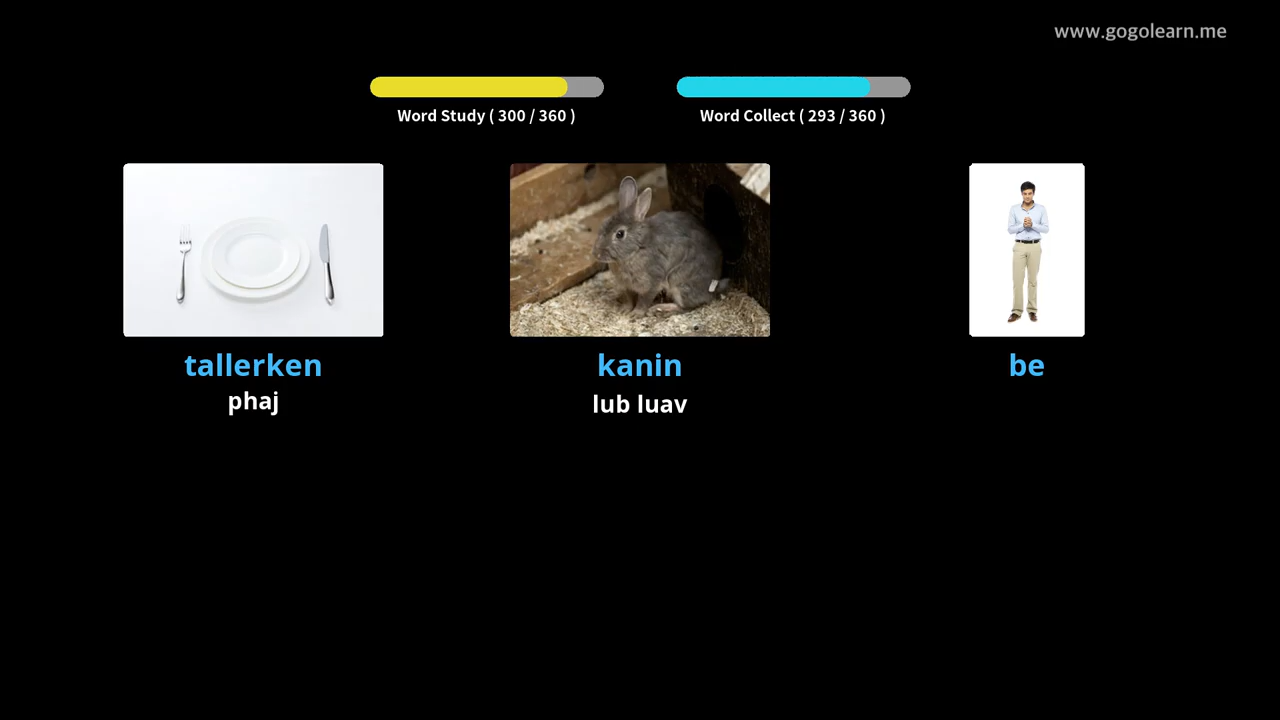 www.gogolearn.me
Word Study ( 300 / 360 )
Word Collect ( 293 / 360 )
tallerken
phaj
kanin
lub luav
be